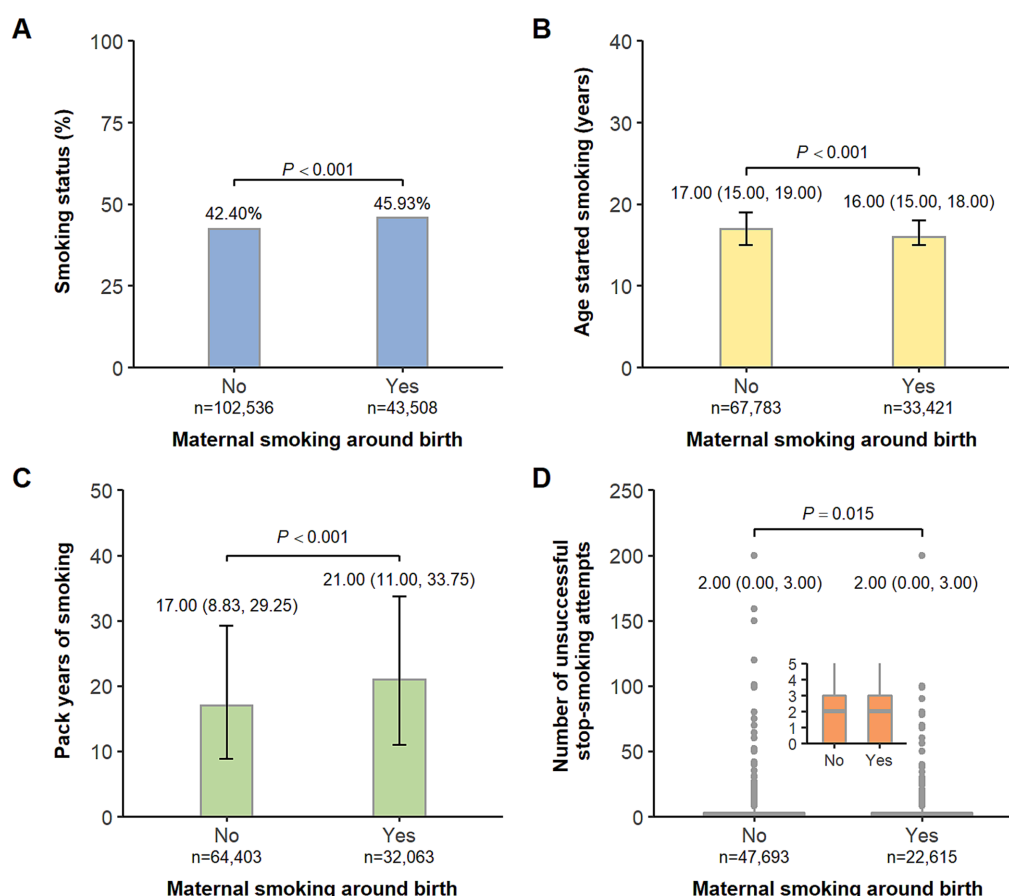 A
Smoking status (%)
100
75
50
25
0
P < 0.001
42.40%
45.93%
No
Yes
n=102,536
n=43,508
Maternal smoking around birth
B
Age started smoking (years)
40
30
20
10
0
P < 0.001
17.00 (15.00, 19.00)
16.00 (15.00, 18.00)
No
Yes
n=67,783
n=33,421
Maternal smoking around birth
C
Pack years of smoking
50
40
30
20
10
0
P < 0.001
21.00 (11.00, 33.75)
17.00 (8.83, 29.25)
No
Yes
n=64,403
n=32,063
Maternal smoking around birth
D
Number of unsuccessful
stop-smoking attempts
250
200
150
100
50
0
P = 0.015
2.00 (0.00, 3.00)
2.00 (0.00, 3.00)
5
4
3
2
1
0
No
Yes
No
Yes
n=47,693
n=22,615
Maternal smoking around birth